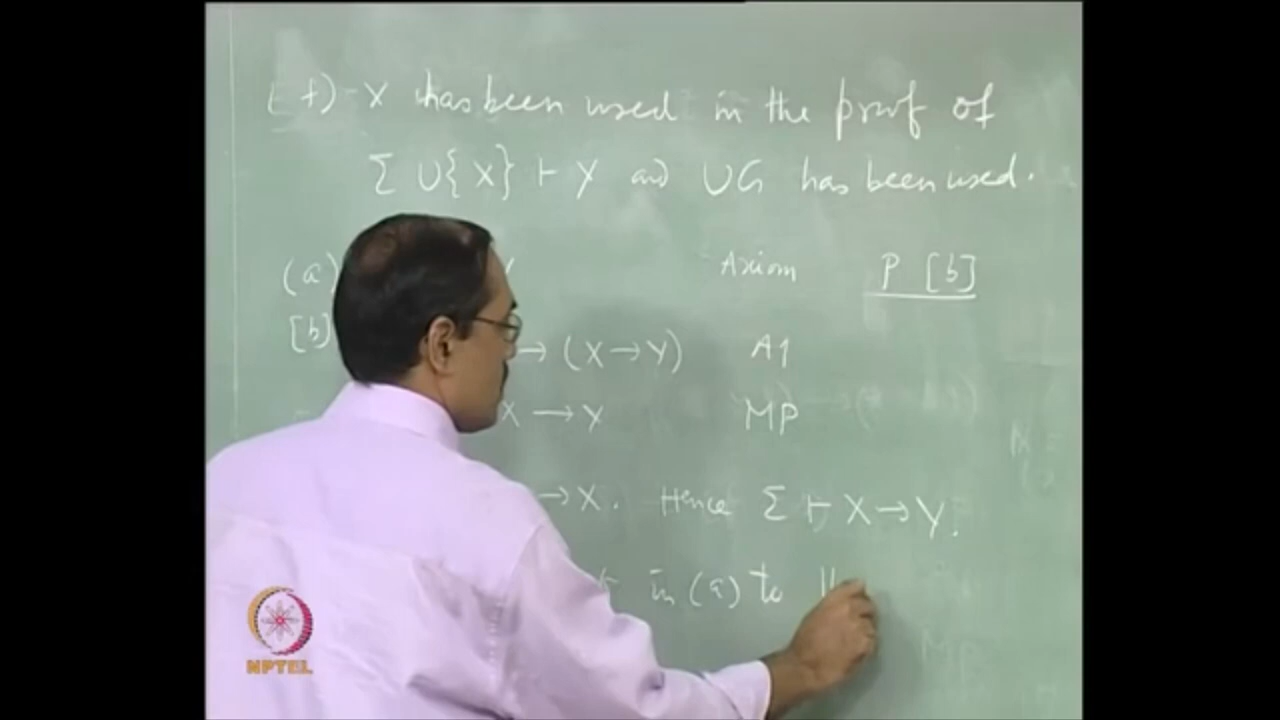 (f) X has been used in the proof of
Σ ∪ {X} ⊢ Y and UG has been used.
(a) Y Axiom P [b]
[b] → (X → Y) A1
X → Y MP
→ X. Hence Σ ⊢ X → Y.
in (a) to
MP
NPTEL